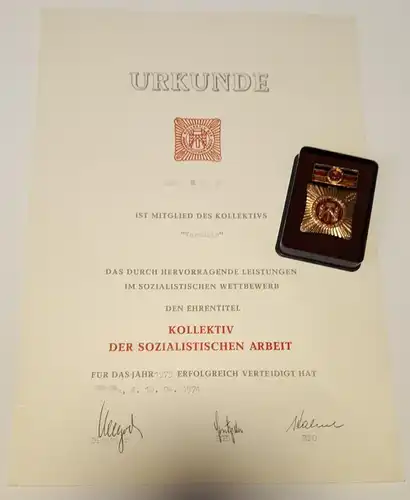 URKUNDE
IST MITGLIED DES KOLLEKTIVS
DAS DURCH HERVORRAGENDE LEISTUNGEN
IM SOZIALISTISCHEN WETTBEWERB
DEN EHRENTITEL
KOLLEKTIV
DER SOZIALISTISCHEN ARBEIT
FÜR DAS JAHR 1973 ERFOLGREICH VERTEIDIGT HAT